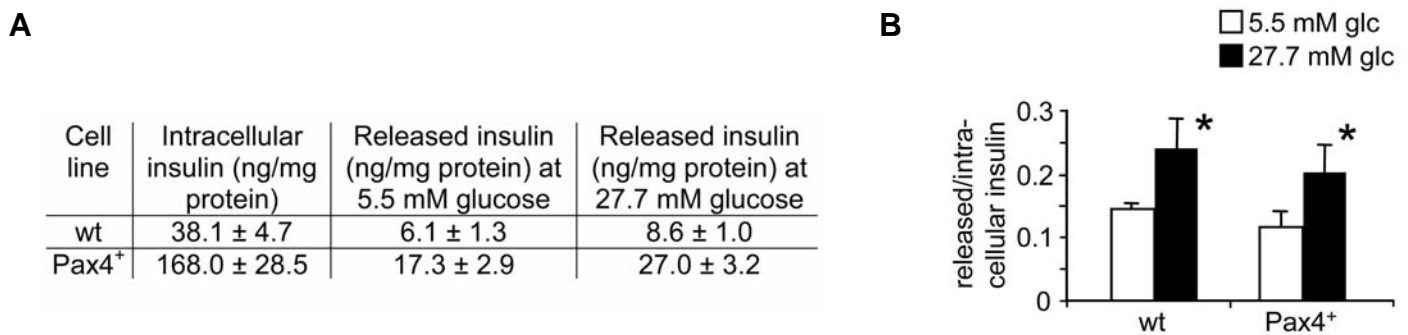 A
Cell Intracellular Released insulin Released insulin
line insulin (ng/mg (ng/mg protein) at (ng/mg protein) at
protein) 5.5 mM glucose 27.7 mM glucose
wt 38.1 ± 4.7 6.1 ± 1.3 8.6 ± 1.0
Pax4+ 168.0 ± 28.5 17.3 ± 2.9 27.0 ± 3.2
B
5.5 mM glc
27.7 mM glc
released/intra-
cellular insulin
0.3
0.2
0.1
0
* *
wt Pax4+